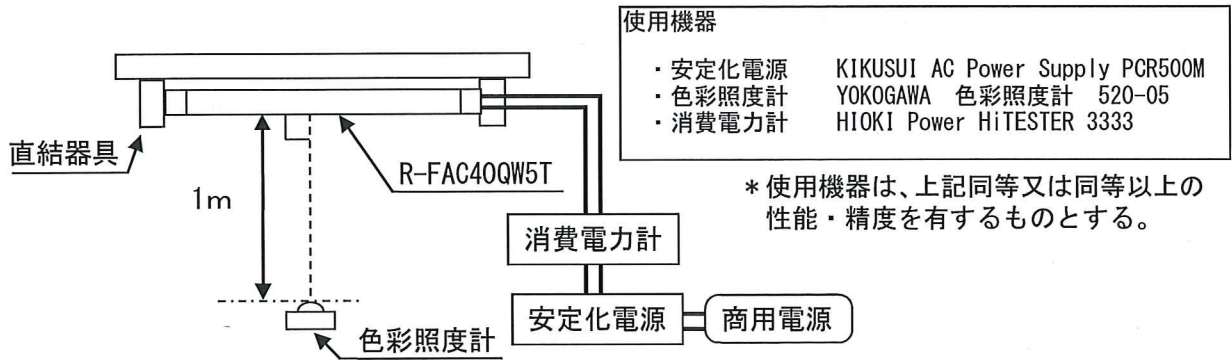 使用機器
・安定化電源 KIKUSUI AC Power Supply PCR500M
・色彩照度計 YOKOGAWA 色彩照度計 520-05
・消費電力計 HIOKI Power HiTESTER 3333
直結器具
R-FAC40QW5T
1m
＊使用機器は、上記同等又は同等以上の
性能・精度を有するものとする。
消費電力計
安定化電源
商用電源
色彩照度計